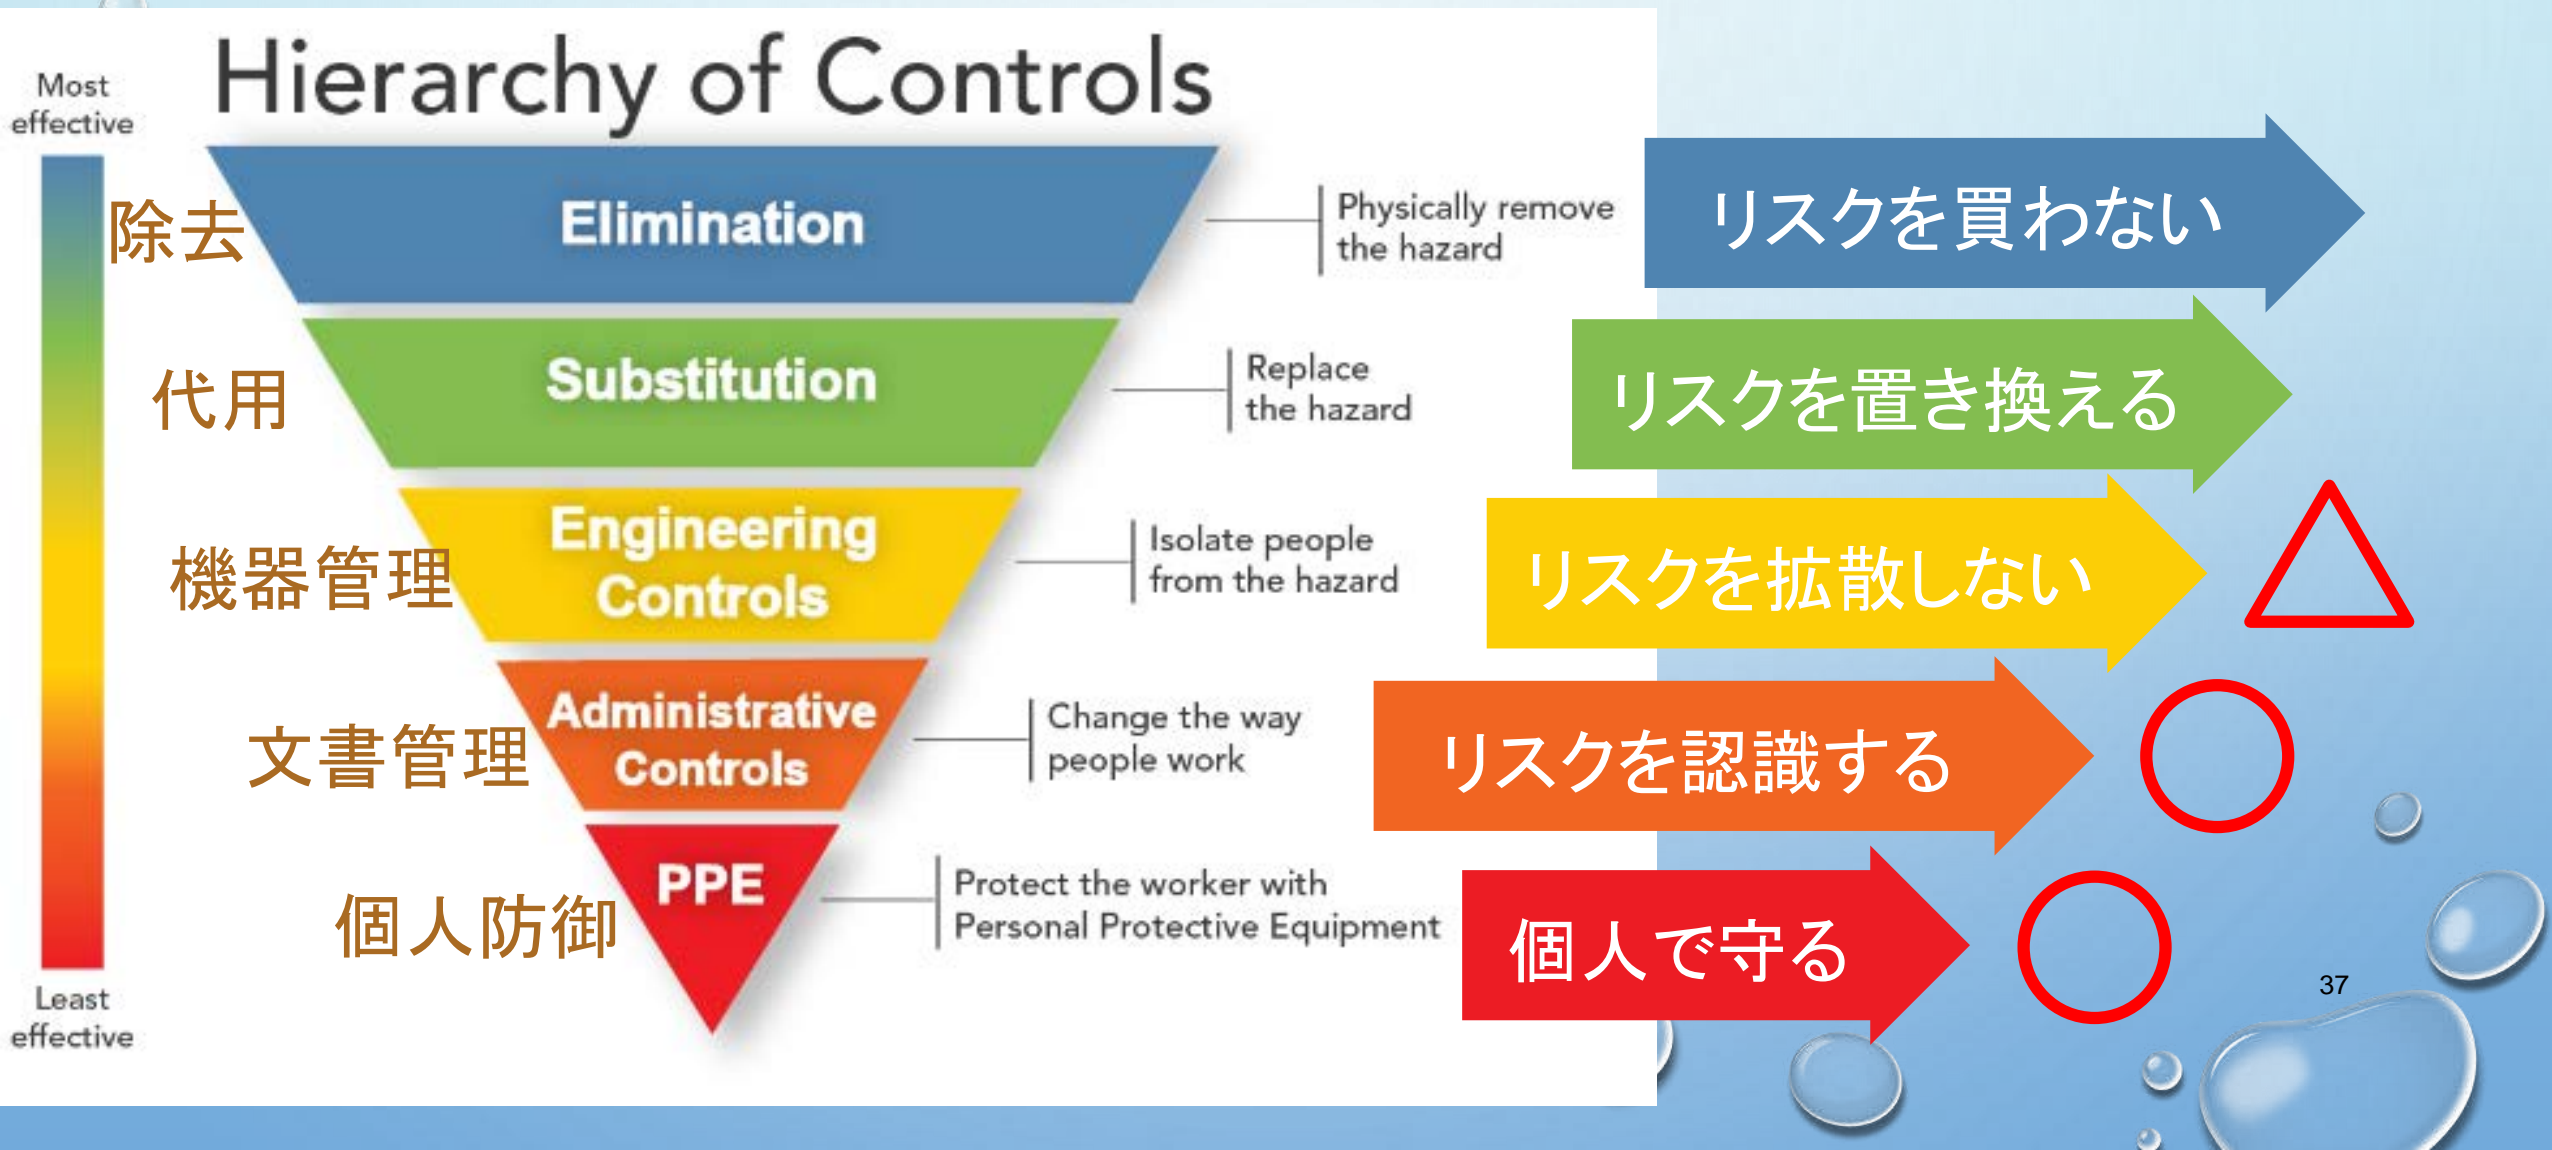 Hierarchy of Controls
Most
effective
除去
Elimination
Physically remove
the hazard
リスクを買わない
代用
Substitution
Replace
the hazard
リスクを置き換える
機器管理
Engineering
Controls
Isolate people
from the hazard
リスクを拡散しない
文書管理
Administrative
Controls
Change the way
people work
リスクを認識する
個人防御
PPE
Protect the worker with
Personal Protective Equipment
個人で守る
Least
effective
37